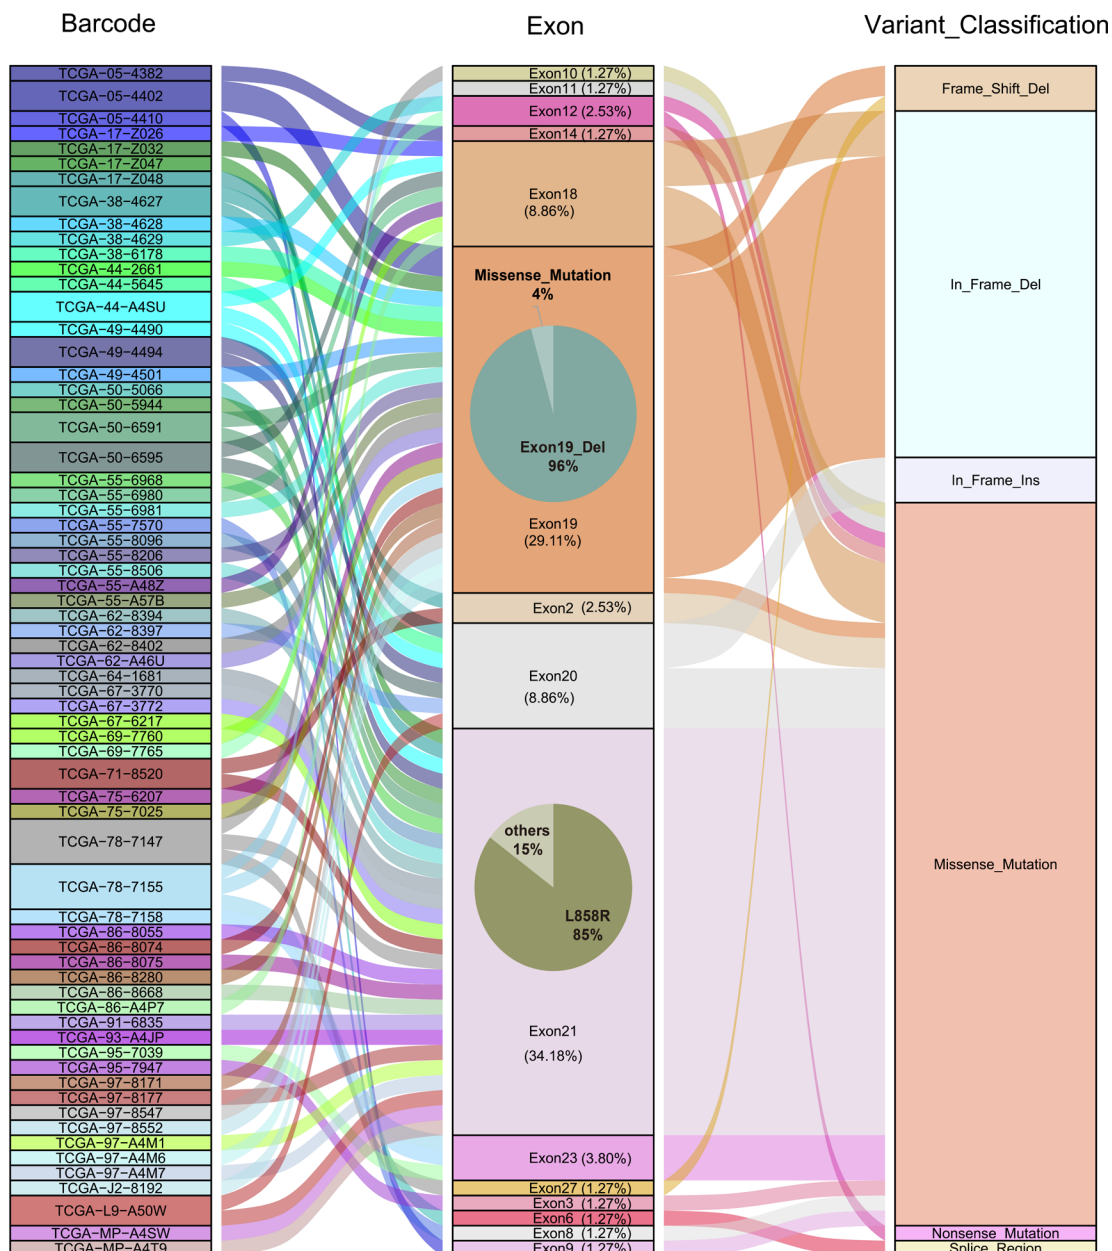 Barcode
Exon
Variant_Classification
TCGA-05-4382
TCGA-05-4402
TCGA-05-4410
TCGA-17-Z026
TCGA-17-Z032
TCGA-17-Z047
TCGA-17-Z048
TCGA-38-4627
TCGA-38-4628
TCGA-38-4629
TCGA-38-6178
TCGA-44-2661
TCGA-44-5645
TCGA-44-A4SU
TCGA-49-4490
TCGA-49-4494
TCGA-49-4501
TCGA-50-5066
TCGA-50-5944
TCGA-50-6591
TCGA-50-6595
TCGA-55-6968
TCGA-55-6980
TCGA-55-6981
TCGA-55-7570
TCGA-55-8096
TCGA-55-8206
TCGA-55-8506
TCGA-55-A48Z
TCGA-55-A57B
TCGA-62-8394
TCGA-62-8397
TCGA-62-8402
TCGA-62-A46U
TCGA-64-1681
TCGA-67-3770
TCGA-67-3772
TCGA-67-6217
TCGA-69-7760
TCGA-69-7765
TCGA-71-8520
TCGA-75-6207
TCGA-75-7025
TCGA-78-7147
TCGA-78-7155
TCGA-78-7158
TCGA-86-8055
TCGA-86-8074
TCGA-86-8075
TCGA-86-8280
TCGA-86-8668
TCGA-86-A4P7
TCGA-91-6835
TCGA-93-A4JP
TCGA-95-7039
TCGA-95-7947
TCGA-97-8171
TCGA-97-8177
TCGA-97-8547
TCGA-97-8552
TCGA-97-A4M1
TCGA-97-A4M6
TCGA-97-A4M7
TCGA-J2-8192
TCGA-L9-A50W
TCGA-MP-A4SW
TCGA-MP-A4T9
Exon10 (1.27%)
Exon11 (1.27%)
Exon12 (2.53%)
Exon14 (1.27%)
Exon18
(8.86%)
Missense_Mutation
4%
Exon19_Del
96%
Exon19
(29.11%)
Exon2 (2.53%)
Exon20
(8.86%)
others
15%
L858R
85%
Exon21
(34.18%)
Exon23 (3.80%)
Exon27 (1.27%)
Exon3 (1.27%)
Exon6 (1.27%)
Exon8 (1.27%)
Exon9 (1.27%)
Frame_Shift_Del
In_Frame_Del
In_Frame_Ins
Missense_Mutation
Nonsense_Mutation
Splice_Region